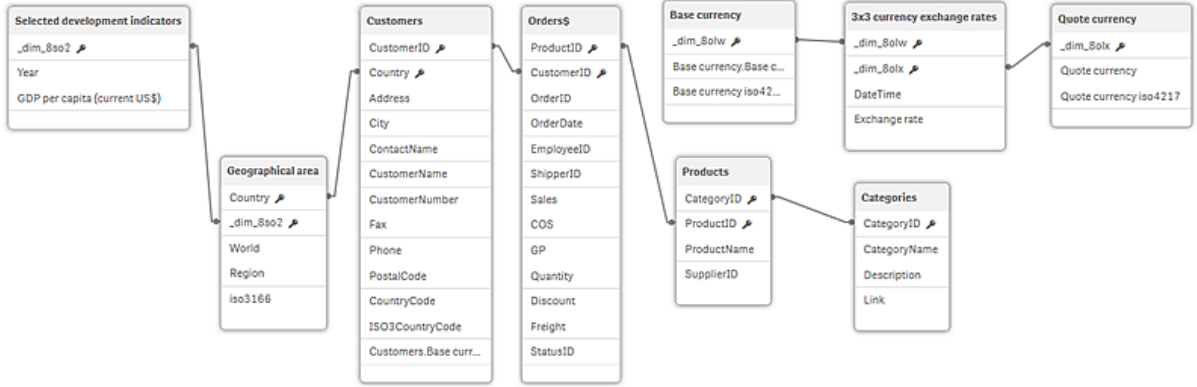 Selected development indicators
_dim_8so2
Year
GDP per capita (current US$)
Geographical area
Country
_dim_8so2
World
Region
iso3166
Customers
CustomerID
Country
Address
City
ContactName
CustomerName
CustomerNumber
Fax
Phone
PostalCode
CountryCode
ISO3CountryCode
Customers.Base curr...
Orders$
ProductID
CustomerID
OrderID
OrderDate
EmployeeID
ShipperID
Sales
COS
GP
Quantity
Discount
Freight
StatusID
Base currency
_dim_8olw
Base currency.Base c...
Base currency iso42...
Products
CategoryID
ProductID
ProductName
SupplierID
3x3 currency exchange rates
_dim_8olw
_dim_8olx
DateTime
Exchange rate
Categories
CategoryID
CategoryName
Description
Link
Quote currency
_dim_8olx
Quote currency
Quote currency iso4217